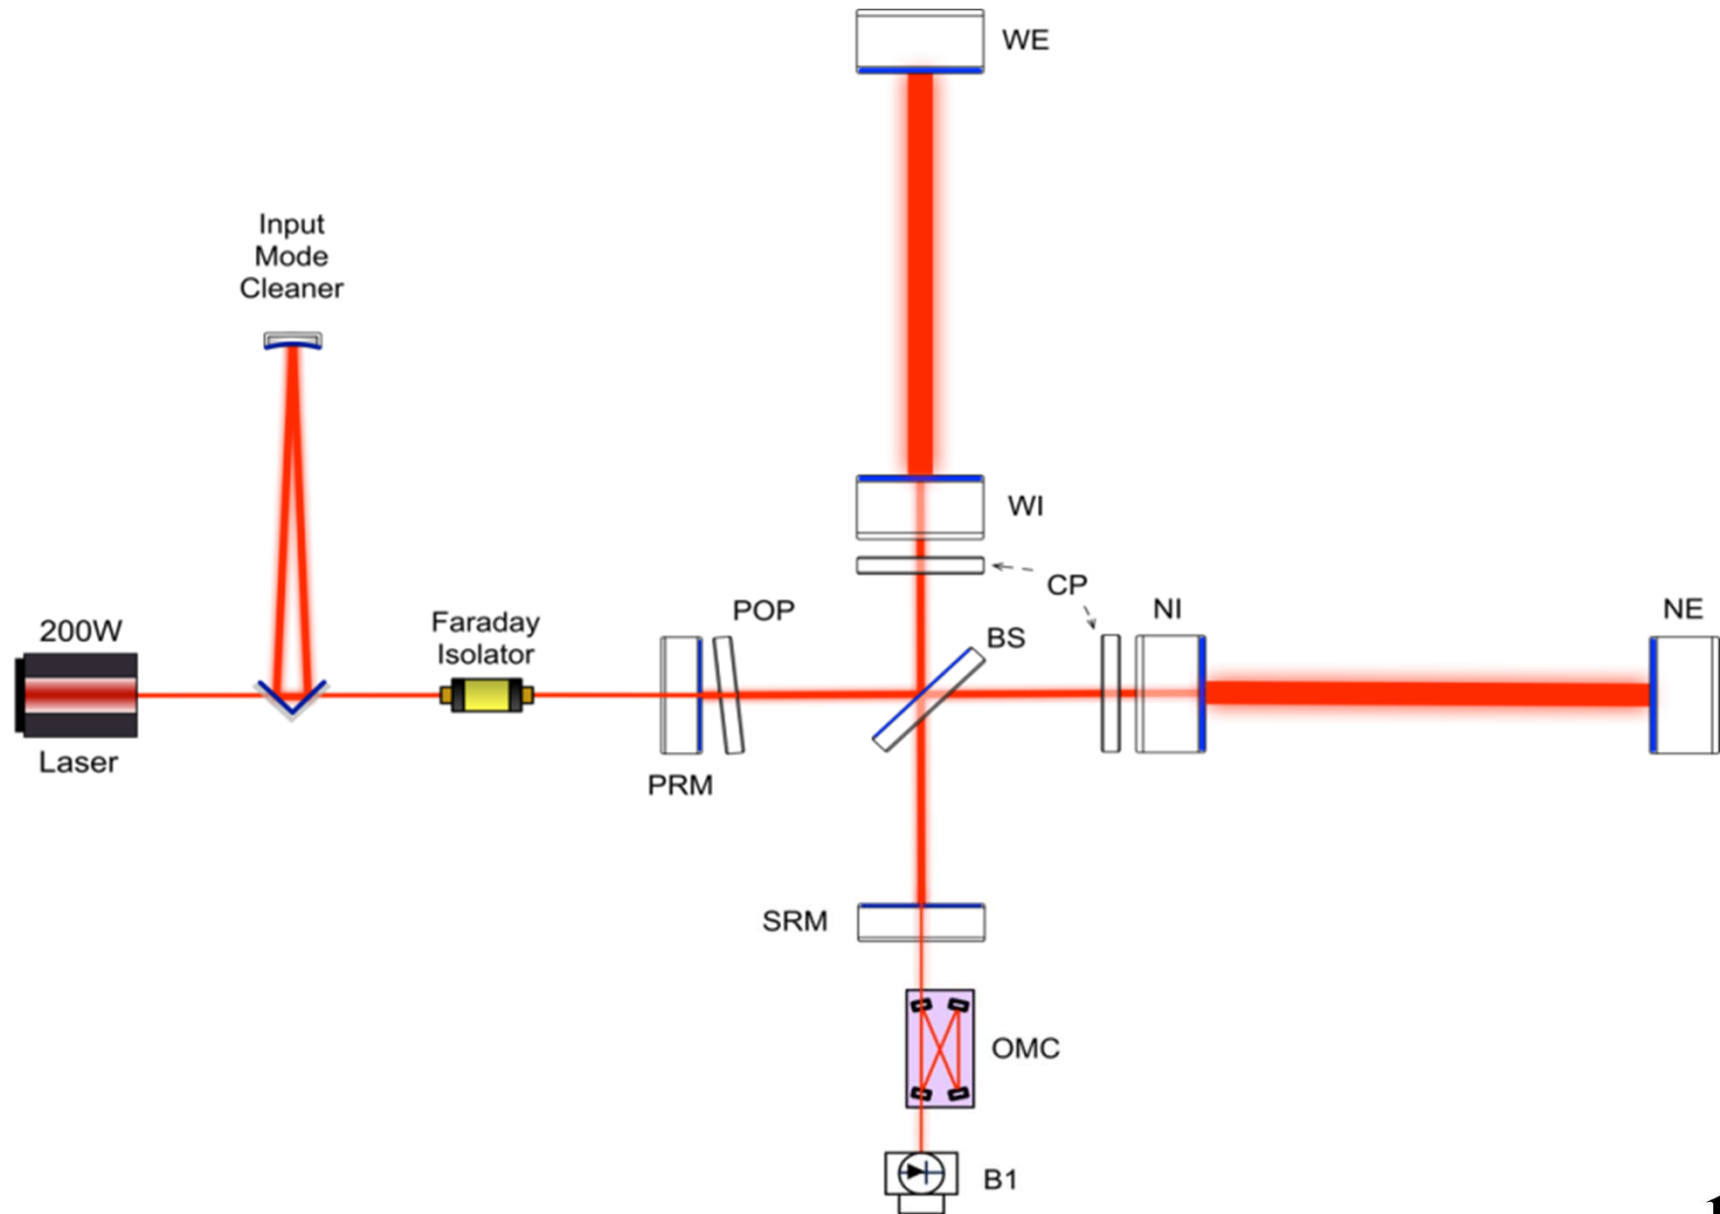 WE
Input
Mode
Cleaner
WI
CP
200W
Faraday
Isolator
POP
BS
NI
NE
Laser
PRM
SRM
OMC
B1